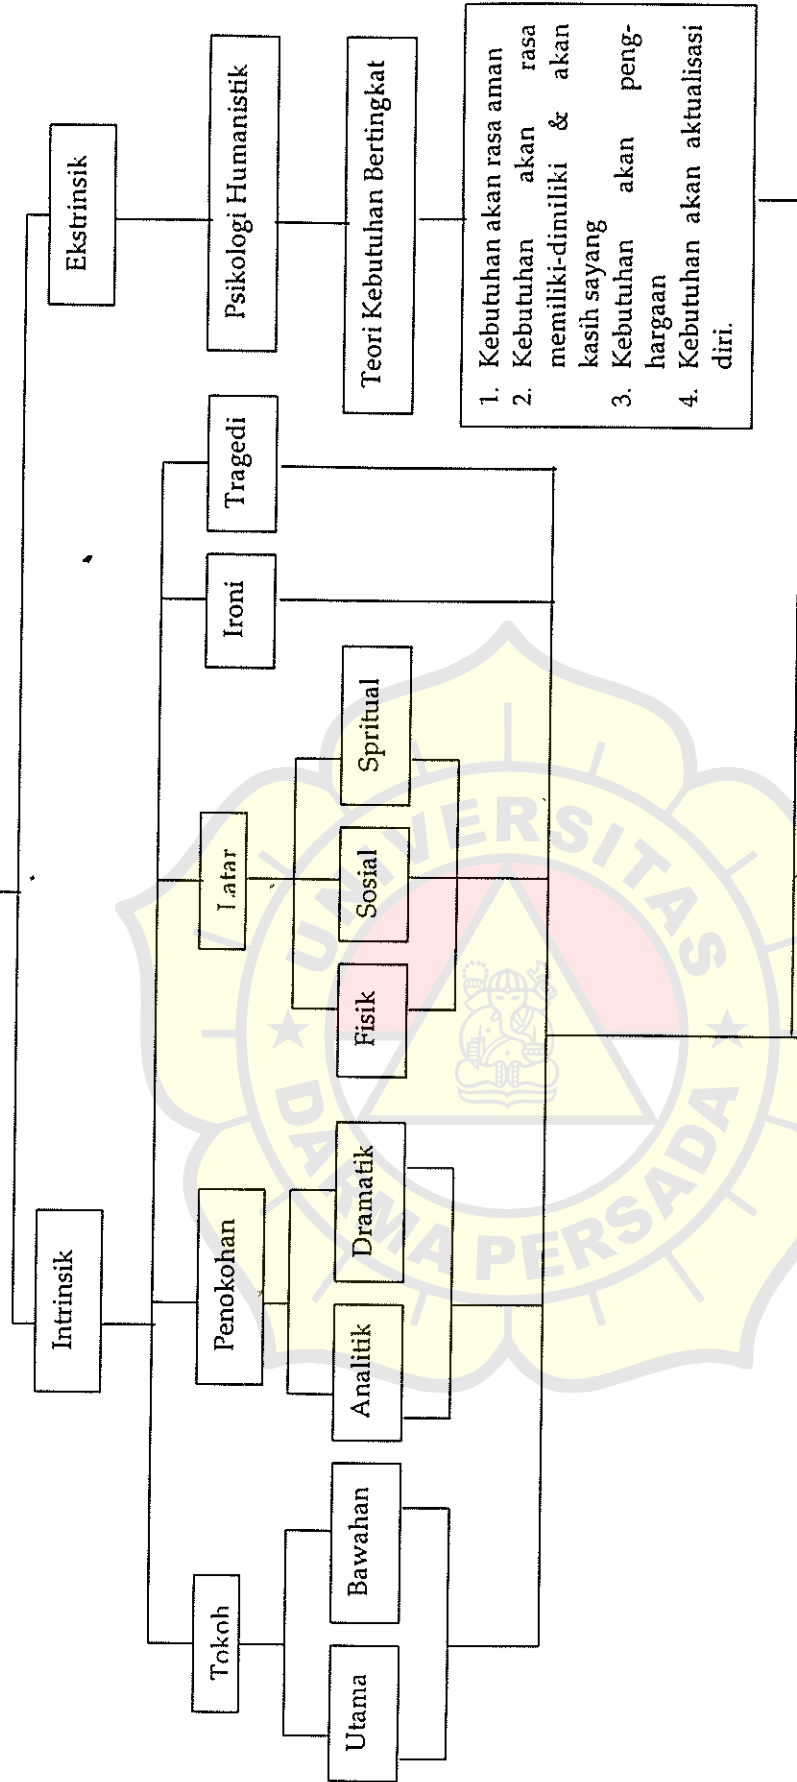 Intrinsik
Ekstrinsik
Tokoh
Penokohan
Latar
Ironi
Tragedi
Psikologi Humanistik
Utama
Bawahan
Analitik
Dramatik
Fisik
Sosial
Spritual
Teori Kebutuhan Bertingkat
1. Kebutuhan akan rasa aman
2. Kebutuhan akan rasa
memiliki-dimiliki & akan
kasih sayang
3. Kebutuhan akan peng-
hargaan
4. Kebutuhan akan aktualisasi
diri.
UNIVERSITAS
DARMA PERSADA